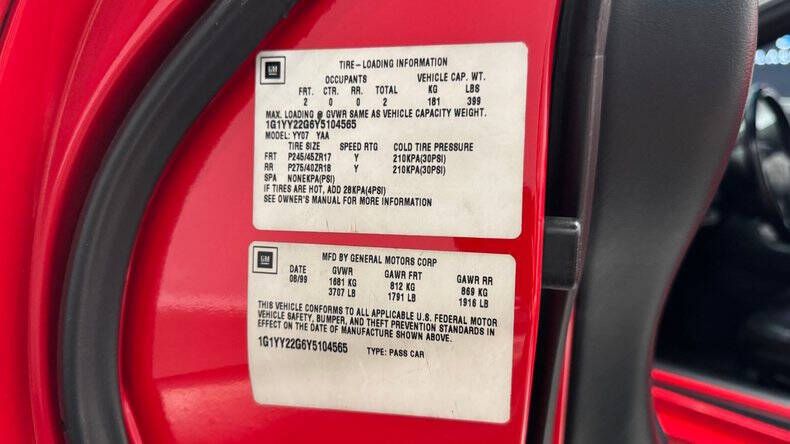 GM
TIRE-LOADING INFORMATION
OCCUPANTS VEHICLE CAP. WT.
FRT. CTR. RR. TOTAL KG LBS
2 0 0 2 181 399
MAX. LOADING @ GVWR SAME AS VEHICLE CAPACITY WEIGHT.
1G1YY22G6Y5104565
MODEL: YY07 YAA
TIRE SIZE SPEED RTG COLD TIRE PRESSURE
FRT P245/45ZR17 Y 210KPA(30PSI)
RR P275/40ZR18 Y 210KPA(30PSI)
SPA NONEKPA(PSI)
IF TIRES ARE HOT, ADD 28KPA(4PSI)
SEE OWNER'S MANUAL FOR MORE INFORMATION
GM
MFD BY GENERAL MOTORS CORP
DATE GVWR GAWR FRT GAWR RR
08/99 1681 KG 812 KG 869 KG
3707 LB 1791 LB 1916 LB
THIS VEHICLE CONFORMS TO ALL APPLICABLE U.S. FEDERAL MOTOR
VEHICLE SAFETY, BUMPER, AND THEFT PREVENTION STANDARDS IN
EFFECT ON THE DATE OF MANUFACTURE SHOWN ABOVE.
1G1YY22G6Y5104565 TYPE: PASS CAR